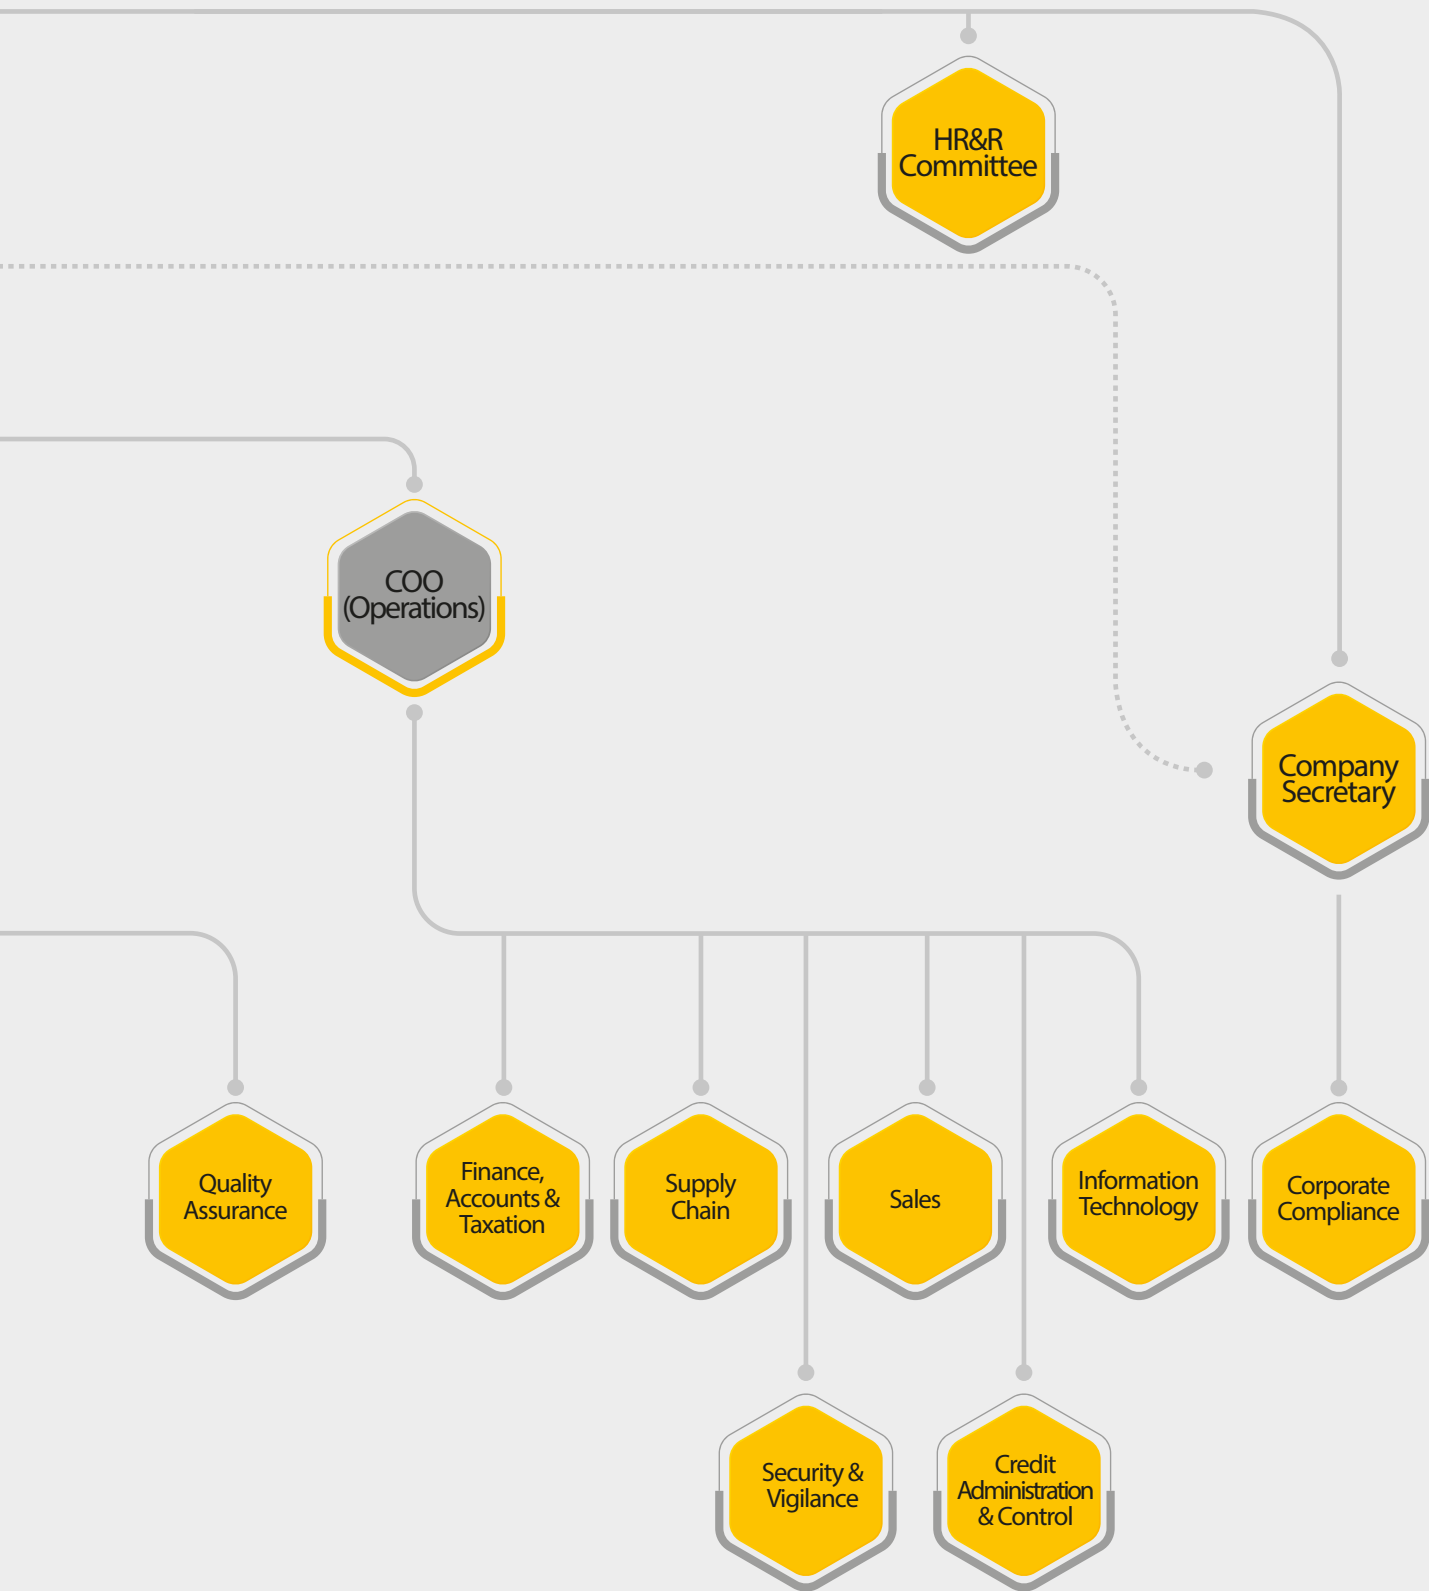 HR&R
Committee
COO
(Operations)
Company
Secretary
Quality
Assurance
Finance,
Accounts &
Taxation
Supply
Chain
Sales
Information
Technology
Corporate
Compliance
Security &
Vigilance
Credit
Administration
& Control